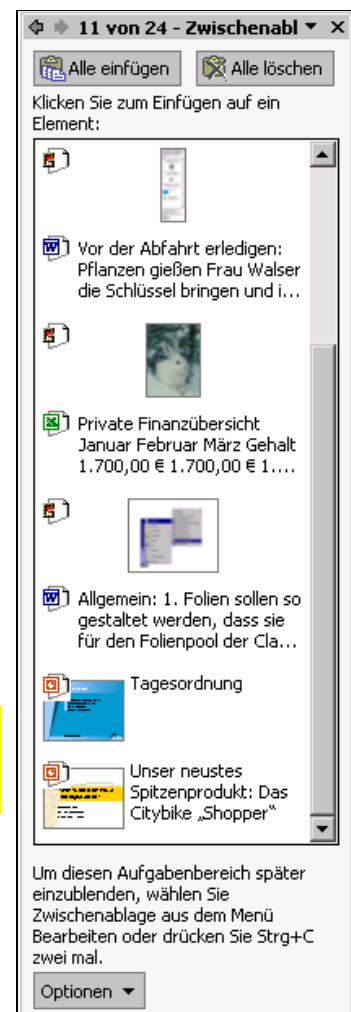 11 von 24 - Zwischenabl
Alle einfügen
Alle löschen
Klicken Sie zum Einfügen auf ein
Element:
Vor der Abfahrt erledigen:
Pflanzen gießen Frau Walser
die Schlüssel bringen und i...
Private Finanzübersicht
Januar Februar März Gehalt
1.700,00 € 1.700,00 € 1....
Allgemein: 1. Folien sollen so
gestaltet werden, dass sie
für den Folienpool der Cla...
Tagesordnung
Unser neustes
Spitzenprodukt: Das
Citybike „Shopper“
Um diesen Aufgabenbereich später
einzublenden, wählen Sie
Zwischenablage aus dem Menü
Bearbeiten oder drücken Sie Strg+C
zwei mal.
Optionen